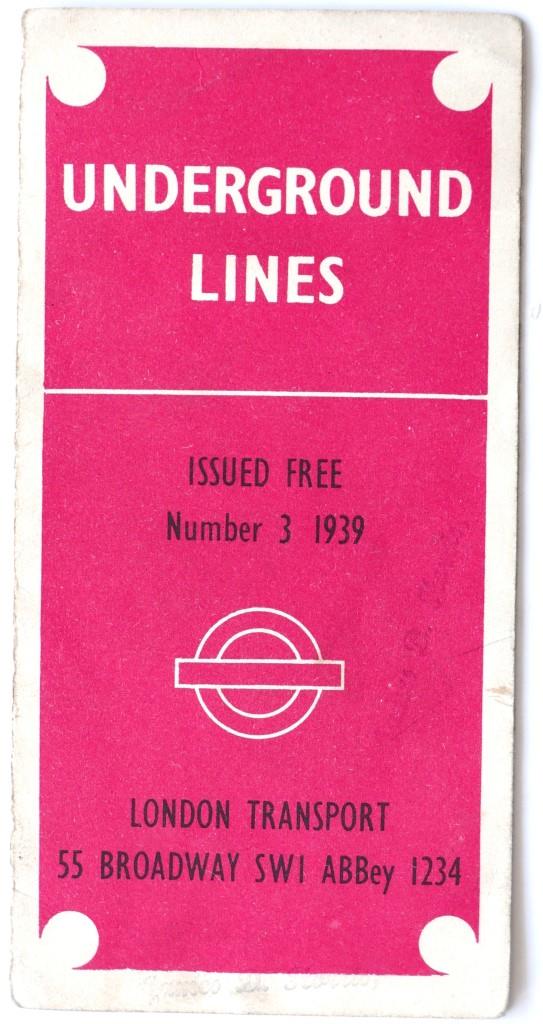 UNDERGROUND
LINES
ISSUED FREE
Number 3 1939
LONDON TRANSPORT
55 BROADWAY SW1 ABBey 1234